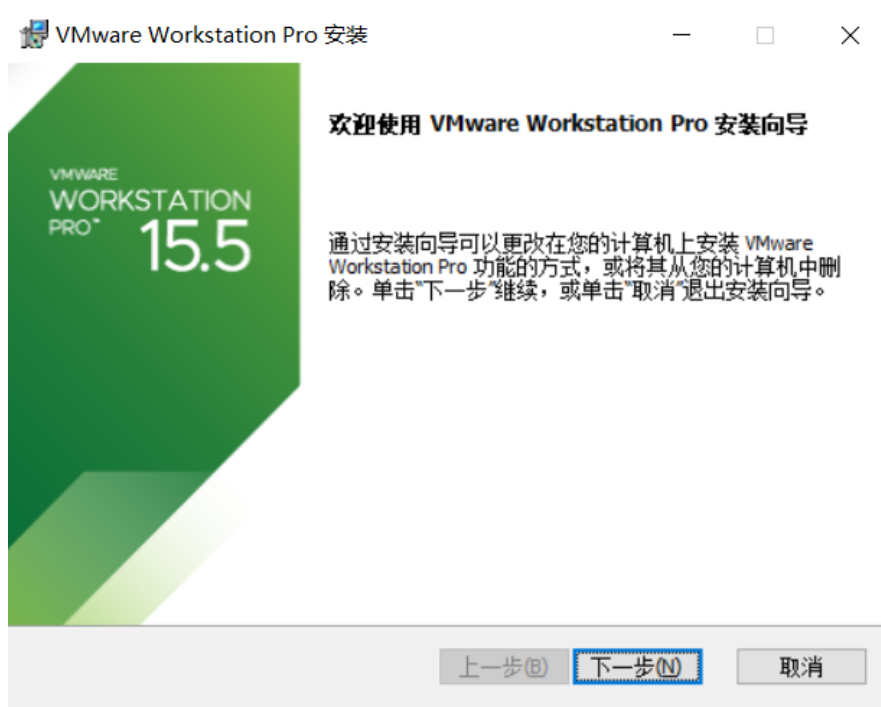 VMware Workstation Pro 安装
欢迎使用 VMware Workstation Pro 安装向导
VMWARE
WORKSTATION
PRO™ 15.5
通过安装向导可以更改在您的计算机上安装 VMware
Workstation Pro 功能的方式，或将其从您的计算机中删
除。单击"下一步"继续，或单击"取消"退出安装向导。
上一步(B) 下一步(N) 取消